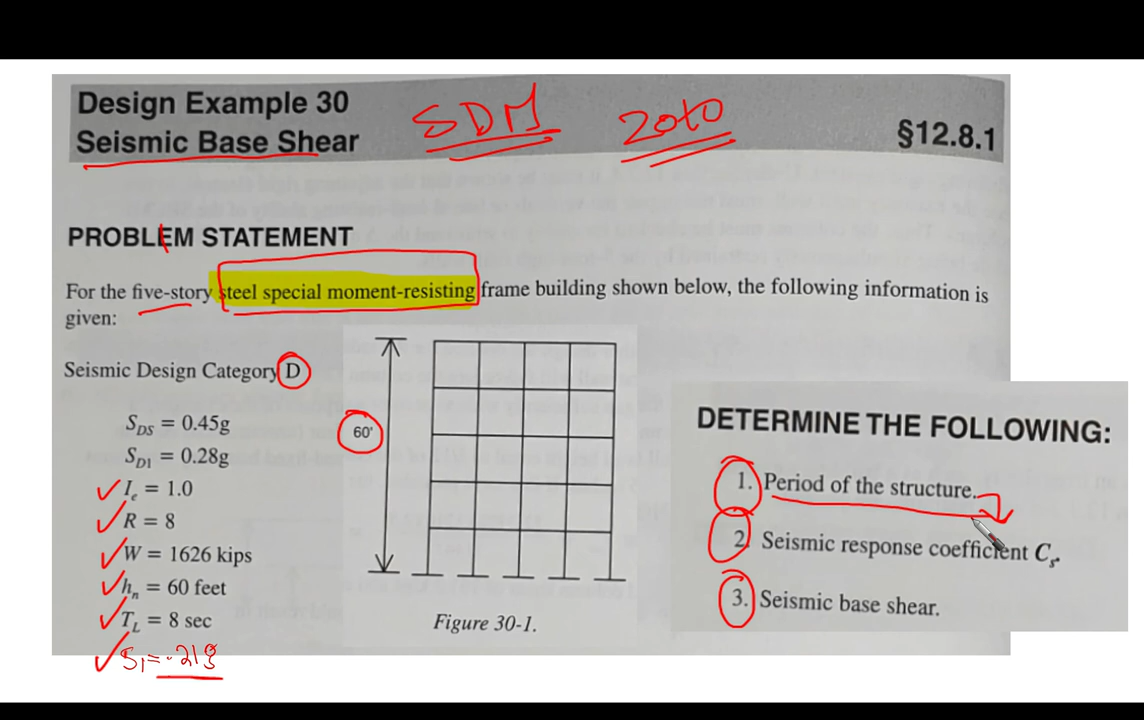 Design Example 30
Seismic Base Shear
SDM 2010
§12.8.1
PROBLEM STATEMENT
For the five-story steel special moment-resisting frame building shown below, the following information is
given:
Seismic Design Category D
S_DS = 0.45g
S_D1 = 0.28g
I_e = 1.0
R = 8
W = 1626 kips
h_n = 60 feet
T_L = 8 sec
S1 = .21g
60'
Figure 30-1.
DETERMINE THE FOLLOWING:
1. Period of the structure.
2. Seismic response coefficient C_s.
3. Seismic base shear.